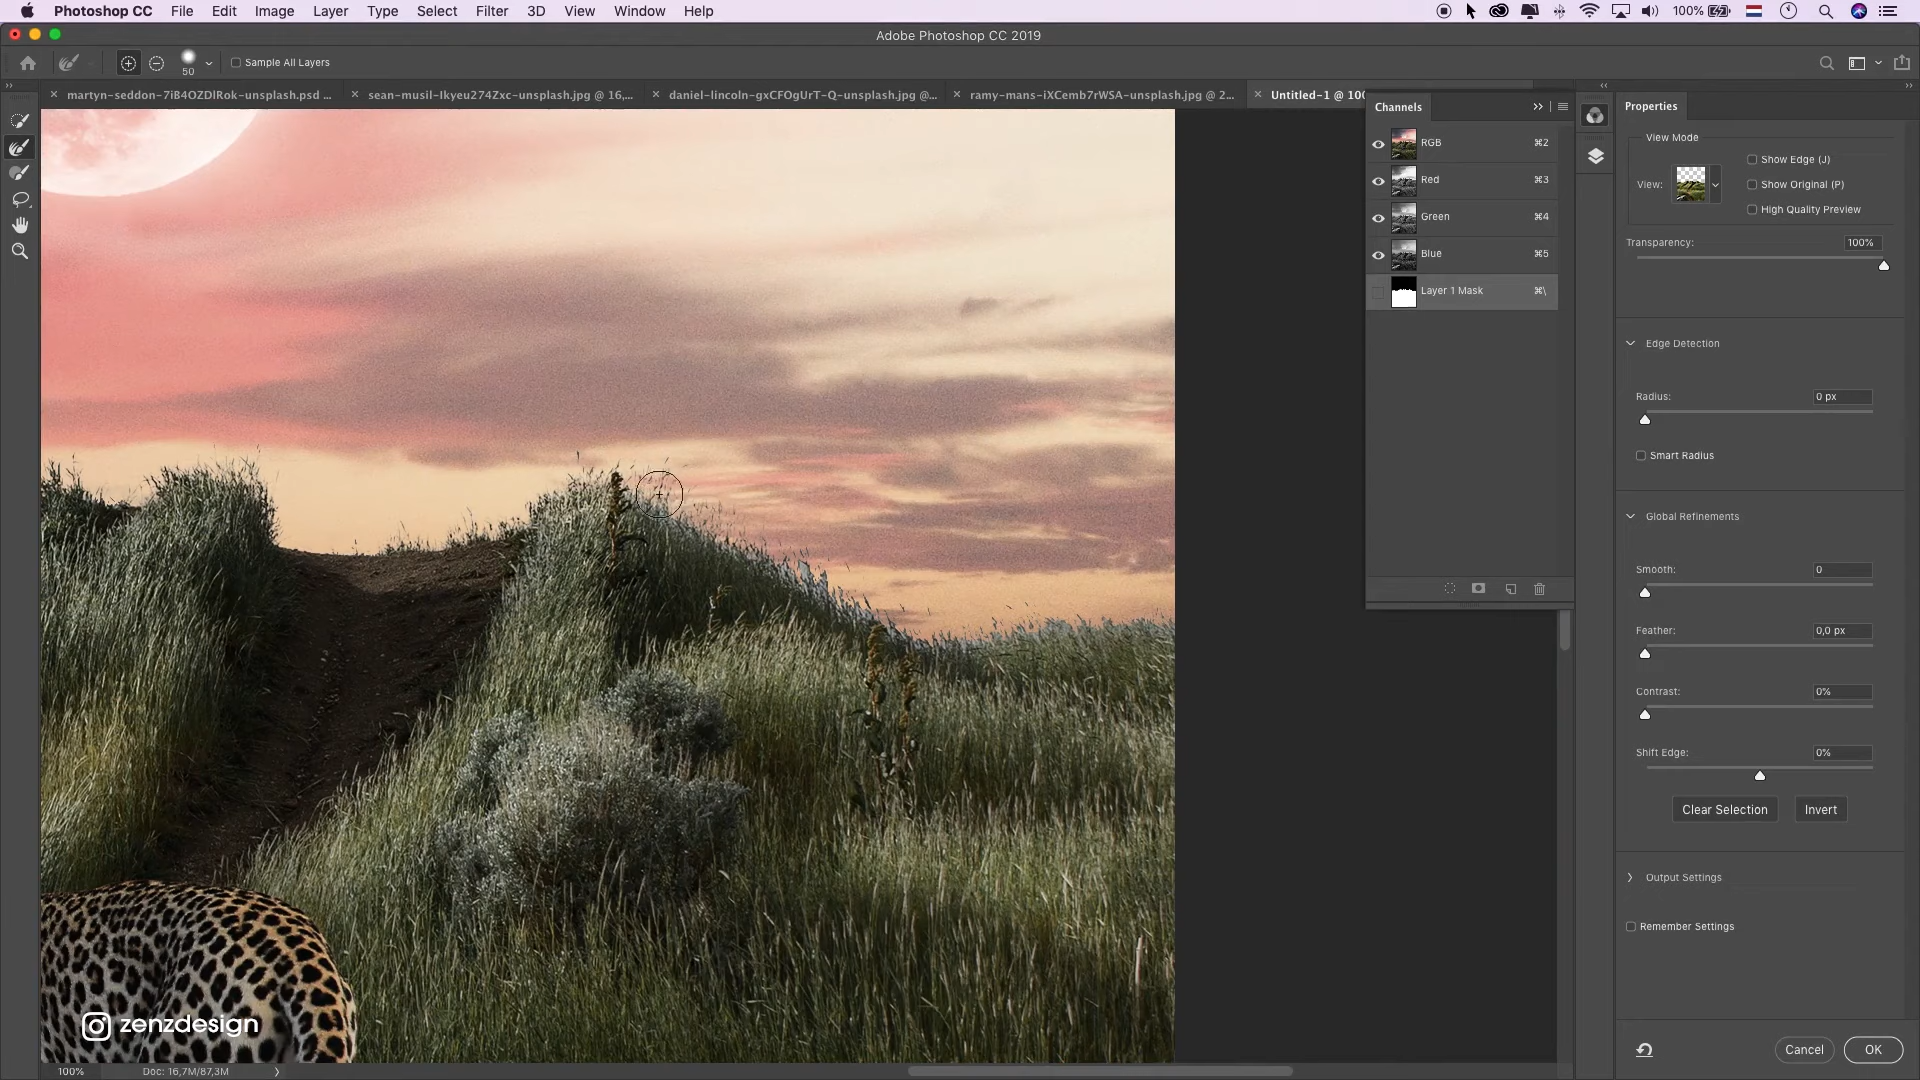 Photoshop CC File Edit Image Layer Type Select Filter 3D View Window Help 100%
Adobe Photoshop CC 2019
50 Sample All Layers
martyn-seddon-7iB4OZDlRok-unsplash.psd ... sean-musil-Ikyeu274Zxc-unsplash.jpg @ 16,... daniel-lincoln-gxCFOgUrT-Q-unsplash.jpg @... ramy-mans-iXCemb7rWSA-unsplash.jpg @ 2... Untitled-1 @ 100
Channels
RGB ⌘2
Red ⌘3
Green ⌘4
Blue ⌘5
Layer 1 Mask ⌘\
Properties
View Mode
View:
Show Edge (J)
Show Original (P)
High Quality Preview
Transparency: 100%
Edge Detection
Radius: 0 px
Smart Radius
Global Refinements
Smooth: 0
Feather: 0,0 px
Contrast: 0%
Shift Edge: 0%
Clear Selection Invert
Output Settings
Remember Settings
Cancel OK
zenzdesign
100% Doc: 16,7M/87,3M